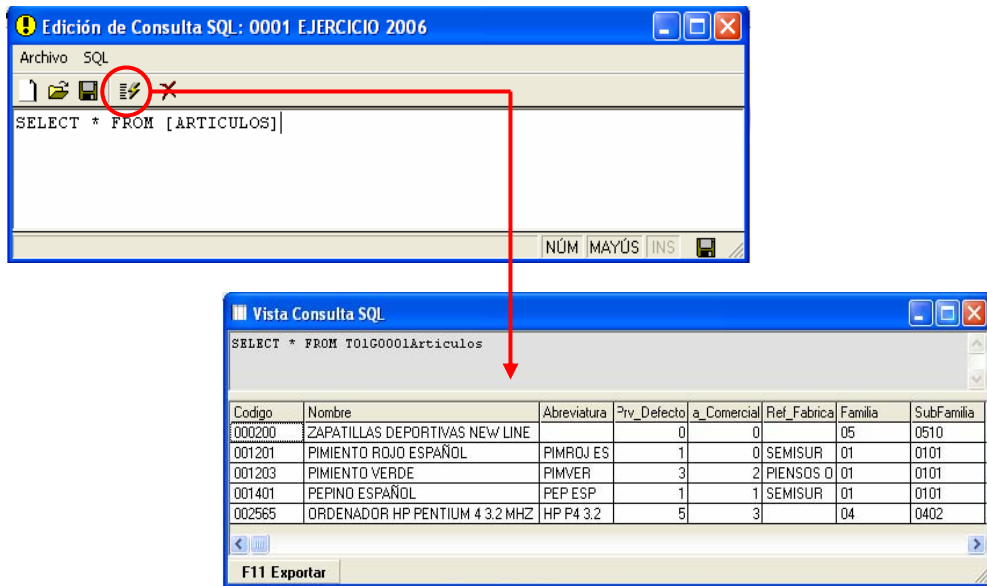 Edición de Consulta SQL: 0001 EJERCICIO 2006
Archivo SQL
SELECT * FROM [ARTICULOS]
NÚM MAYÚS INS
Vista Consulta SQL
SELECT * FROM T01G0001Articulos
Codigo Nombre Abreviatura Prv_Defecto a_Comercial Ref_Fabrica Familia SubFamilia
000200 ZAPATILLAS DEPORTIVAS NEW LINE 0 0 05 0510
001201 PIMIENTO ROJO ESPAÑOL PIMROJ ES 1 0 SEMISUR 01 0101
001203 PIMIENTO VERDE PIMVER 3 2 PIENSOS O 01 0101
001401 PEPINO ESPAÑOL PEP ESP 1 1 SEMISUR 01 0101
002565 ORDENADOR HP PENTIUM 4 3.2 MHZ HP P4 3.2 5 3 04 0402
F11 Exportar